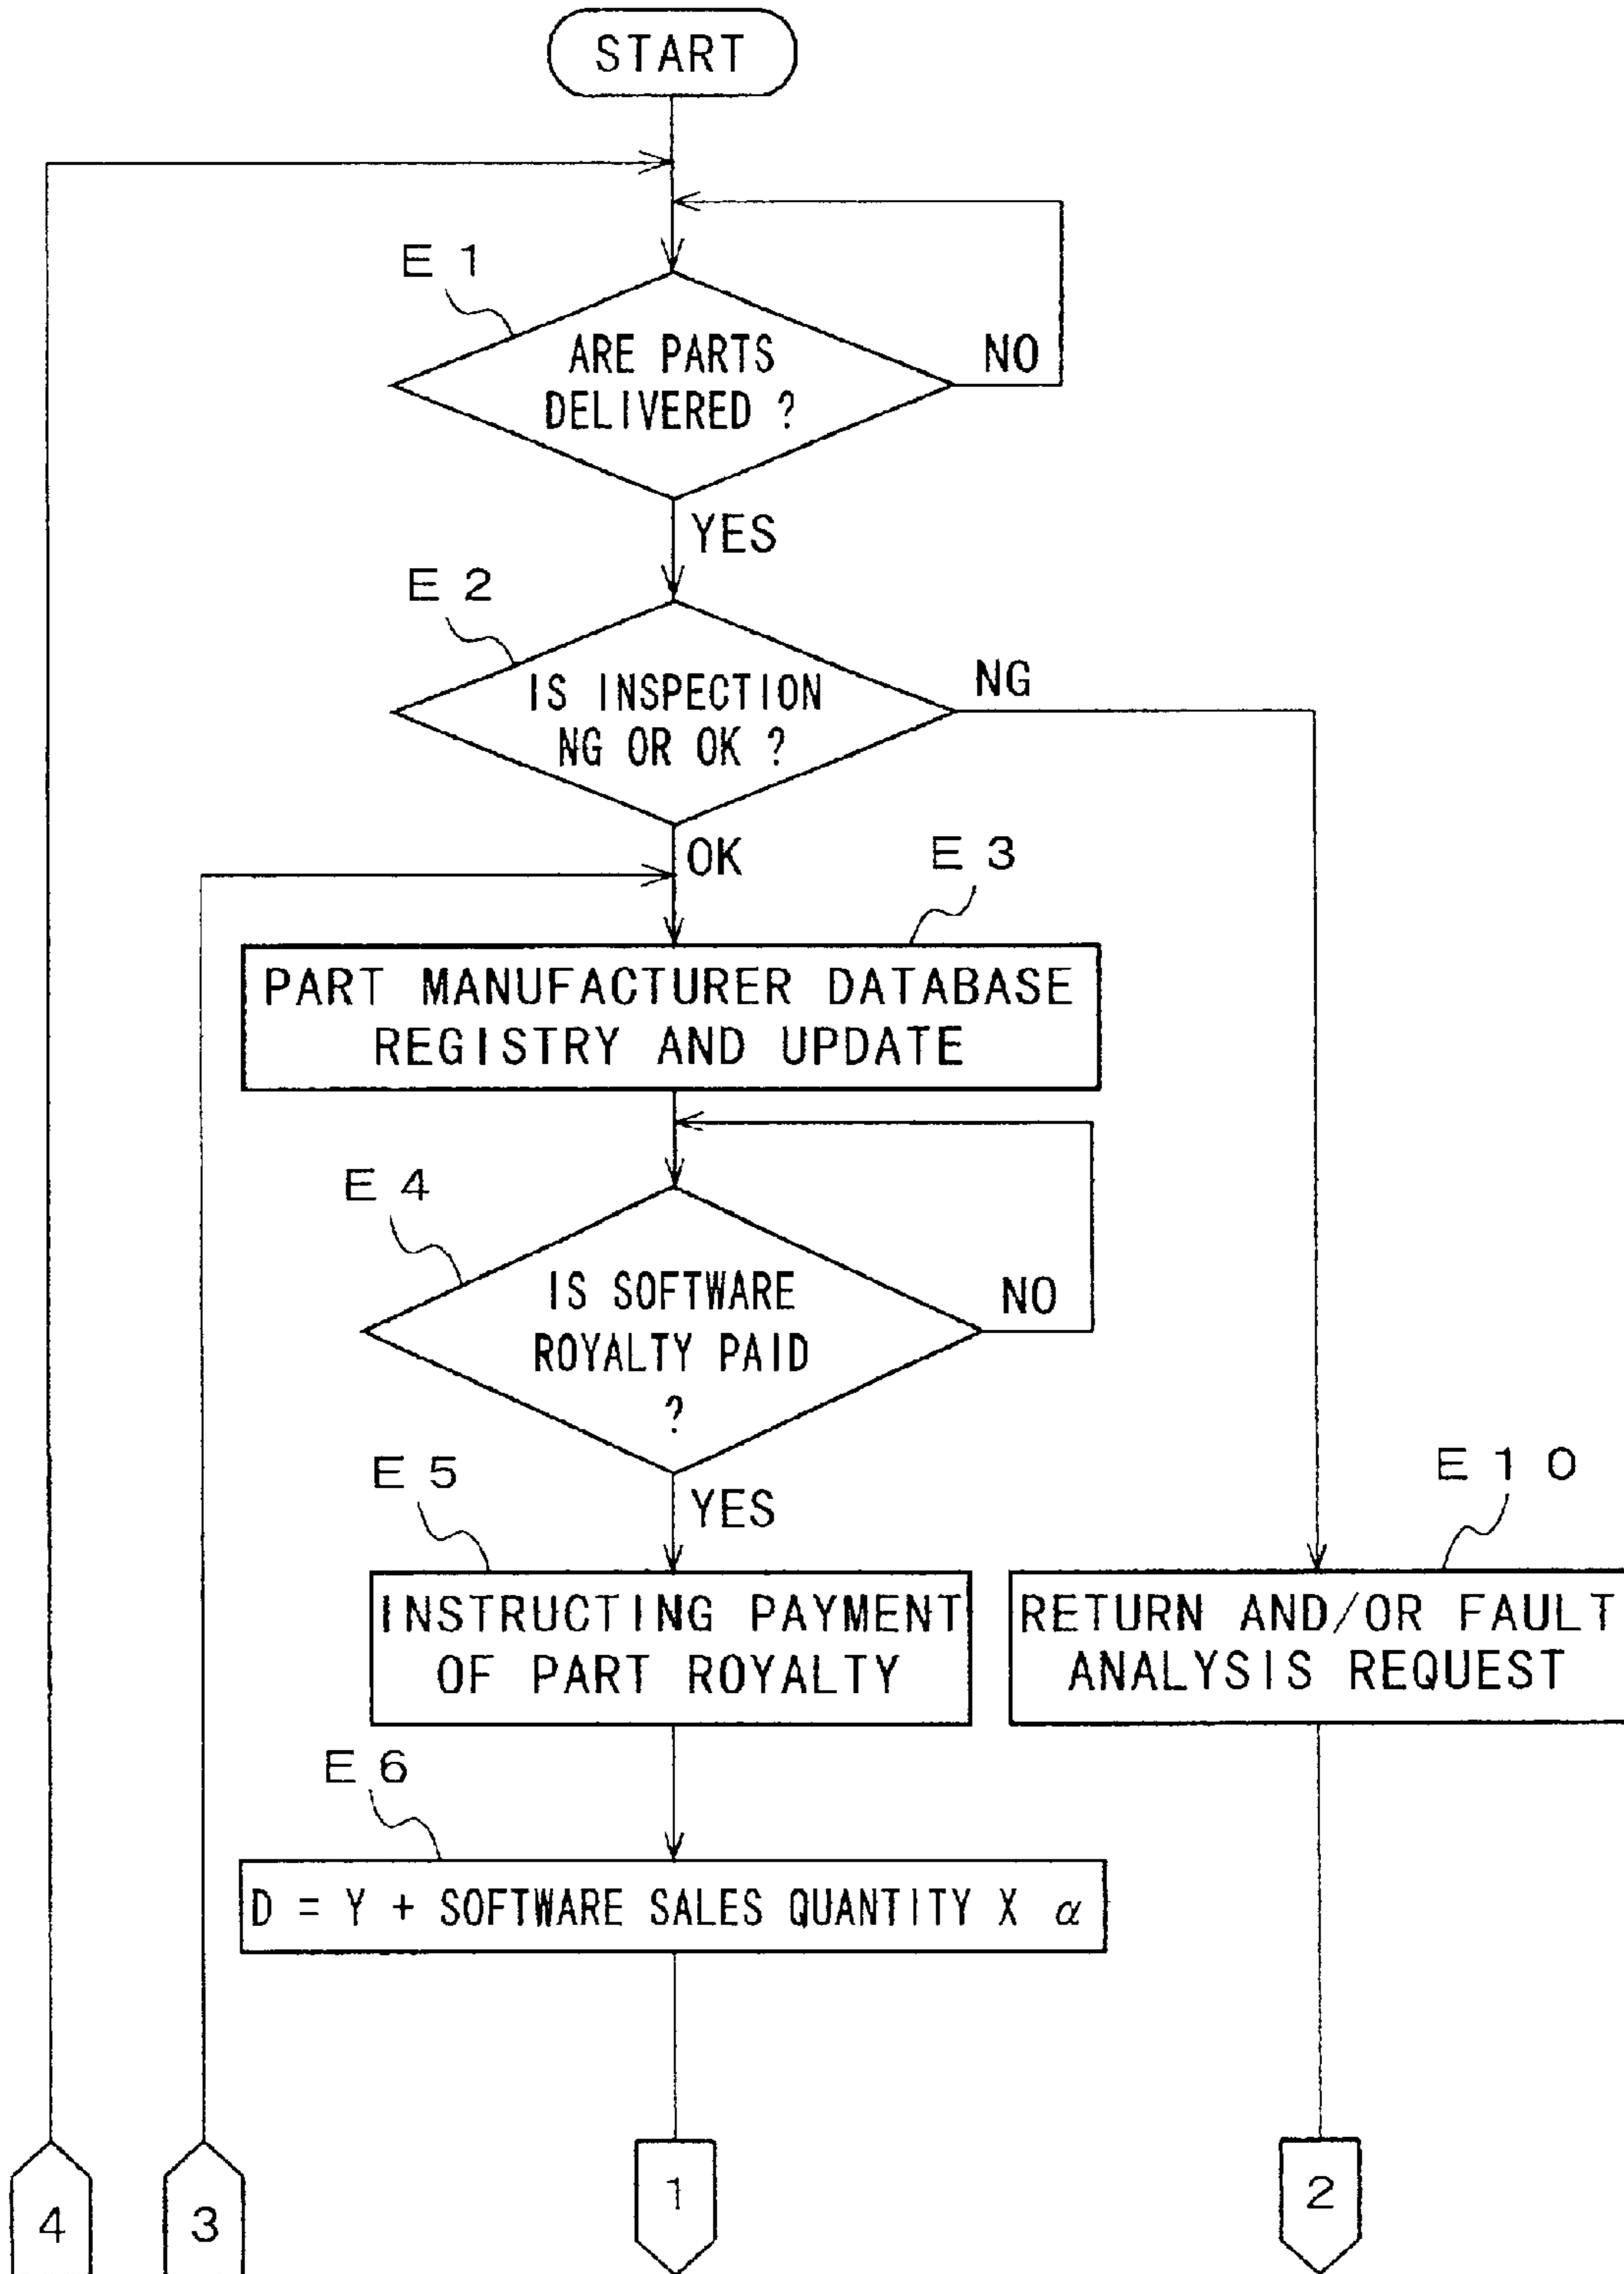 START
E 1
ARE PARTS
DELIVERED ?
NO
YES
E 2
IS INSPECTION
NG OR OK ?
NG
OK
E 3
PART MANUFACTURER DATABASE
REGISTRY AND UPDATE
E 4
IS SOFTWARE
ROYALTY PAID
?
NO
YES
E 5
INSTRUCTING PAYMENT
OF PART ROYALTY
E 1 0
RETURN AND/OR FAULT
ANALYSIS REQUEST
E 6
D = Y + SOFTWARE SALES QUANTITY X α
4
3
1
2